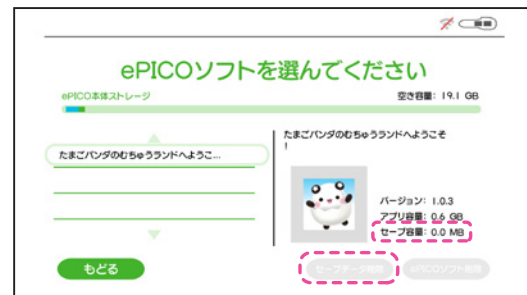 ePICOソフトを選んでください
ePICO本体ストレージ
空き容量: 19.1 GB
たまごパンダのむちゅうランドへようこ...
たまごパンダのむちゅうランドへようこそ
!
バージョン: 1.0.3
アプリ容量: 0.6 GB
セーブ容量: 0.0 MB
もどる
セーブデータ削除
ePICOソフト削除